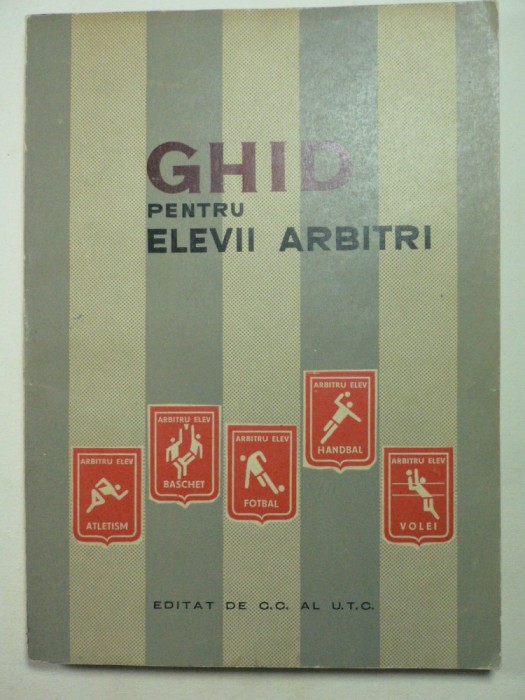 GHID
PENTRU
ELEVII ARBITRI
ARBITRU ELEV
ATLETISM
ARBITRU ELEV
BASCHET
ARBITRU ELEV
FOTBAL
ARBITRU ELEV
HANDBAL
ARBITRU ELEV
VOLEI
EDITAT DE C.C. AL U.T.C.